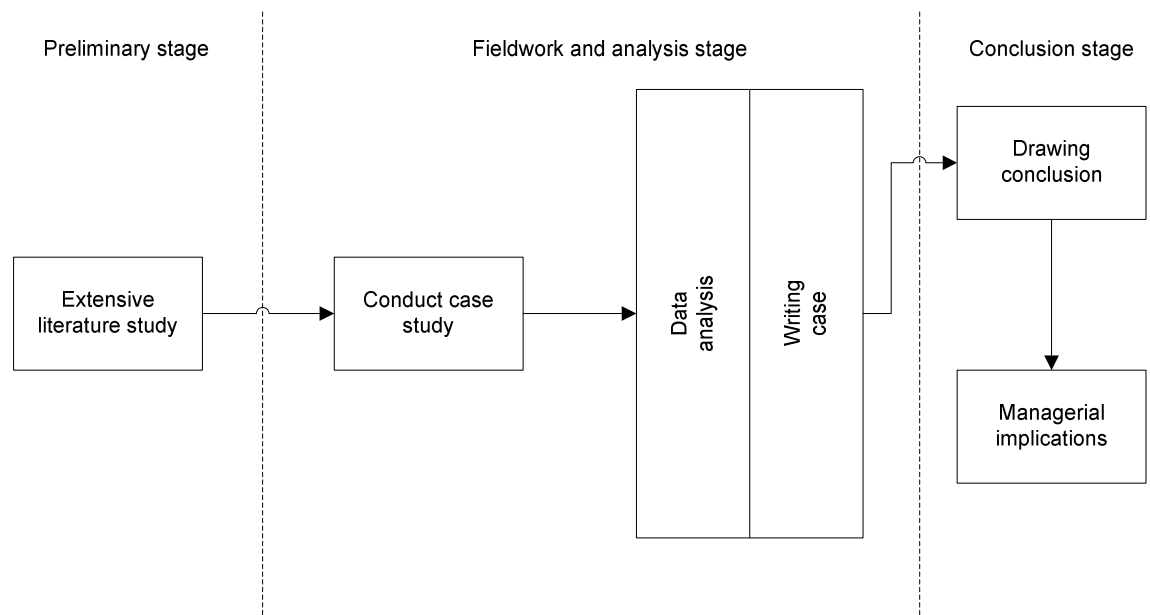 Preliminary stage
Fieldwork and analysis stage
Conclusion stage
Extensive
literature study
Conduct case
study
Data
analysis
Writing
case
Drawing
conclusion
Managerial
implications